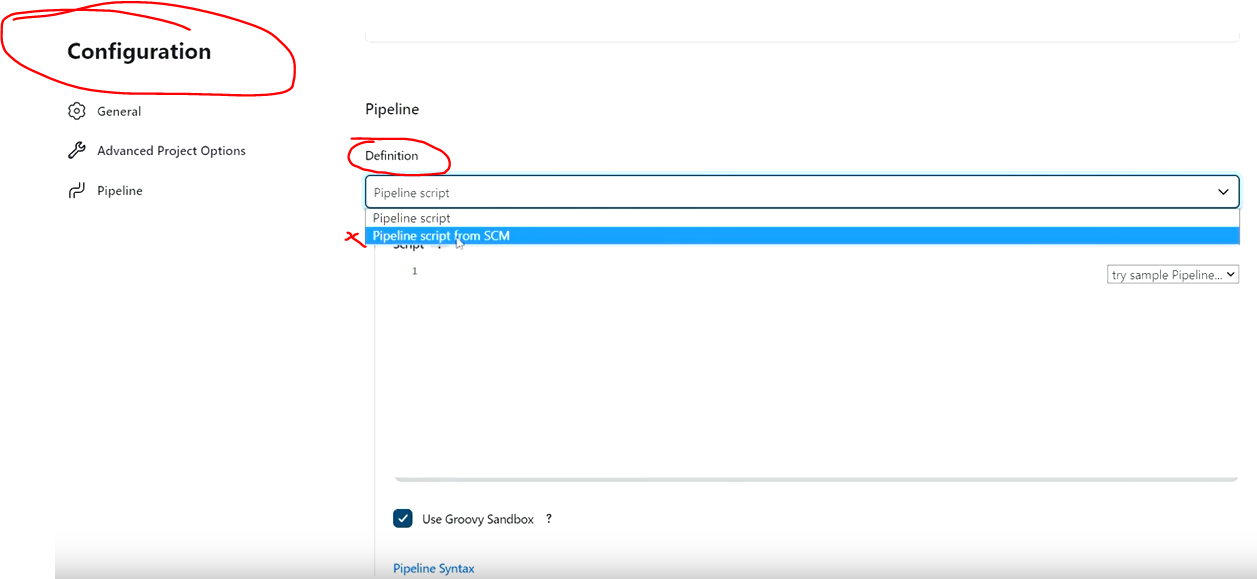 Configuration
General
Advanced Project Options
Pipeline
Pipeline
Definition
Pipeline script
Pipeline script
Pipeline script from SCM
Script ?
1
try sample Pipeline...
Use Groovy Sandbox ?
Pipeline Syntax